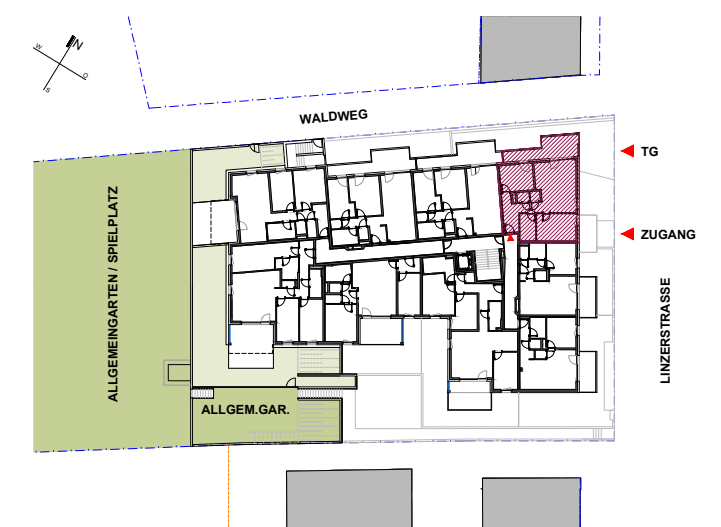 N
W
O
S
WALDWEG
TG
ZUGANG
ALLGEMEINGARTEN / SPIELPLATZ
LINZERSTRASSE
ALLGEM.GAR.